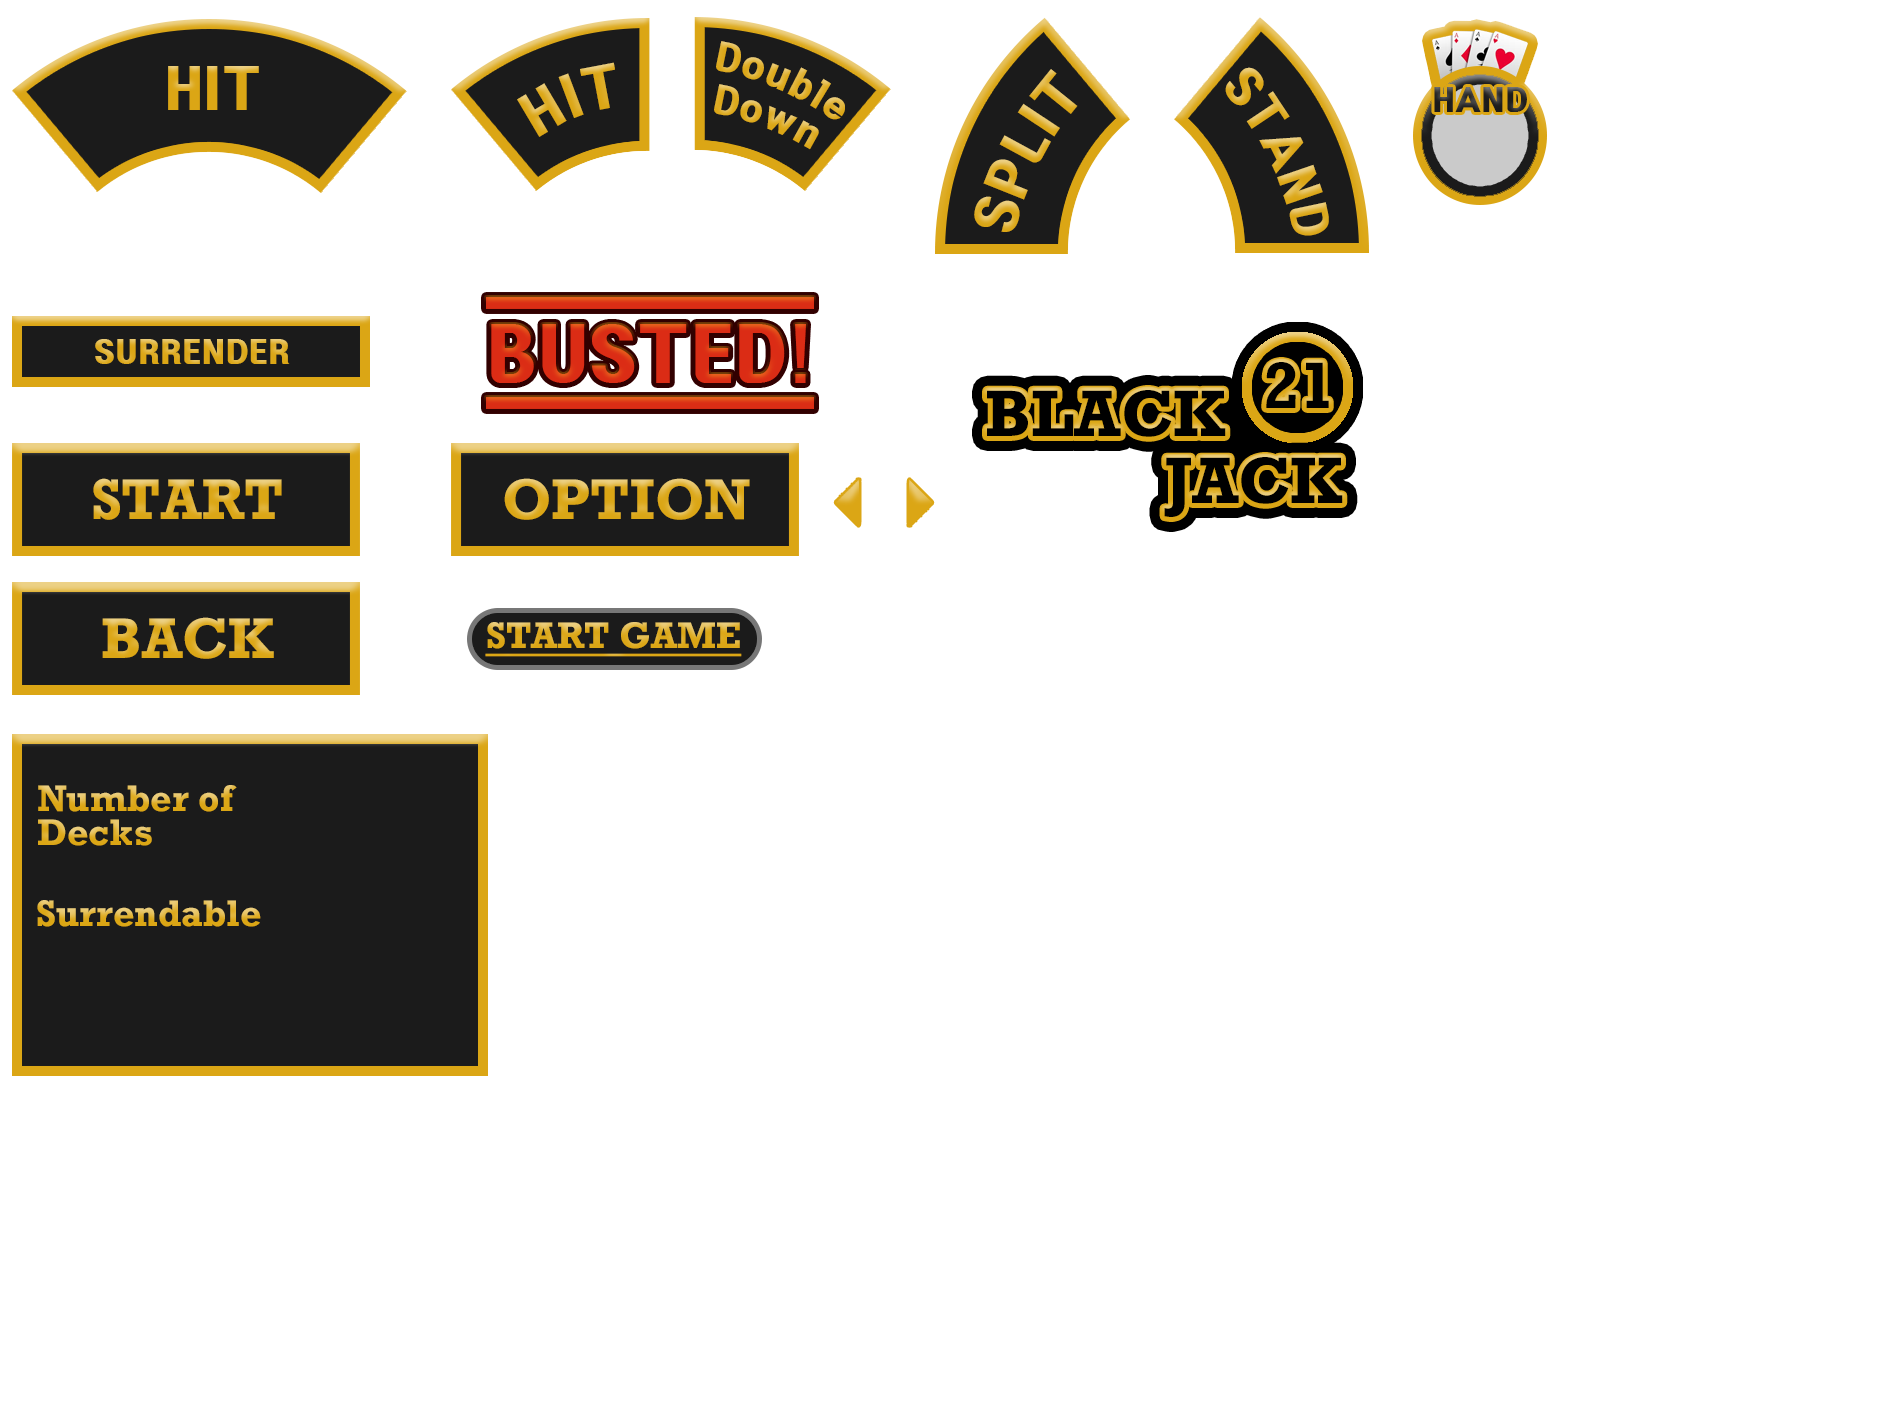 HIT
HIT
Double
Down
SPLIT
STAND
HAND
SURRENDER
BUSTED!
21
BLACK
JACK
START
OPTION
BACK
START GAME
Number of
Decks
Surrendable